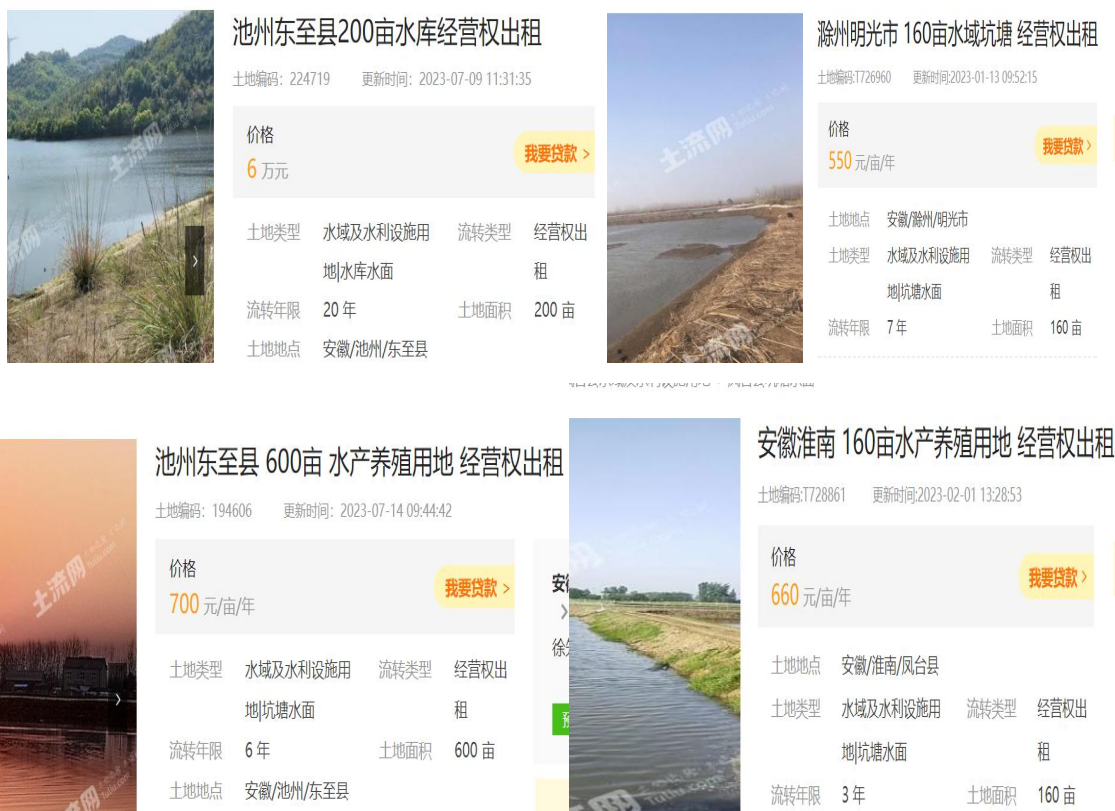 池州东至县200亩水库经营权出租
土地编码：224719 更新时间：2023-07-09 11:31:35
价格
6 万元
我要贷款 >
土地类型 水域及水利设施用 流转类型 经营权出
地|水库水面 租
流转年限 20 年 土地面积 200 亩
土地地点 安徽/池州/东至县
土流网
滁州明光市 160亩水域坑塘 经营权出租
土地编码:T726960 更新时间:2023-01-13 09:52:15
价格
550 元/亩/年
我要贷款 >
土地地点 安徽/滁州/明光市
土地类型 水域及水利设施用 流转类型 经营权出
地|坑塘水面 租
流转年限 7 年 土地面积 160 亩
土流网
池州东至县 600亩 水产养殖用地 经营权出租
土地编码：194606 更新时间：2023-07-14 09:44:42
价格
700 元/亩/年
我要贷款 >
土地类型 水域及水利设施用 流转类型 经营权出
地|坑塘水面 租
流转年限 6 年 土地面积 600 亩
土地地点 安徽/池州/东至县
土流网
安徽淮南 160亩水产养殖用地 经营权出租
土地编码:T728861 更新时间:2023-02-01 13:28:53
价格
660 元/亩/年
我要贷款 >
土地地点 安徽/淮南/凤台县
土地类型 水域及水利设施用 流转类型 经营权出
地|坑塘水面 租
流转年限 3 年 土地面积 160 亩